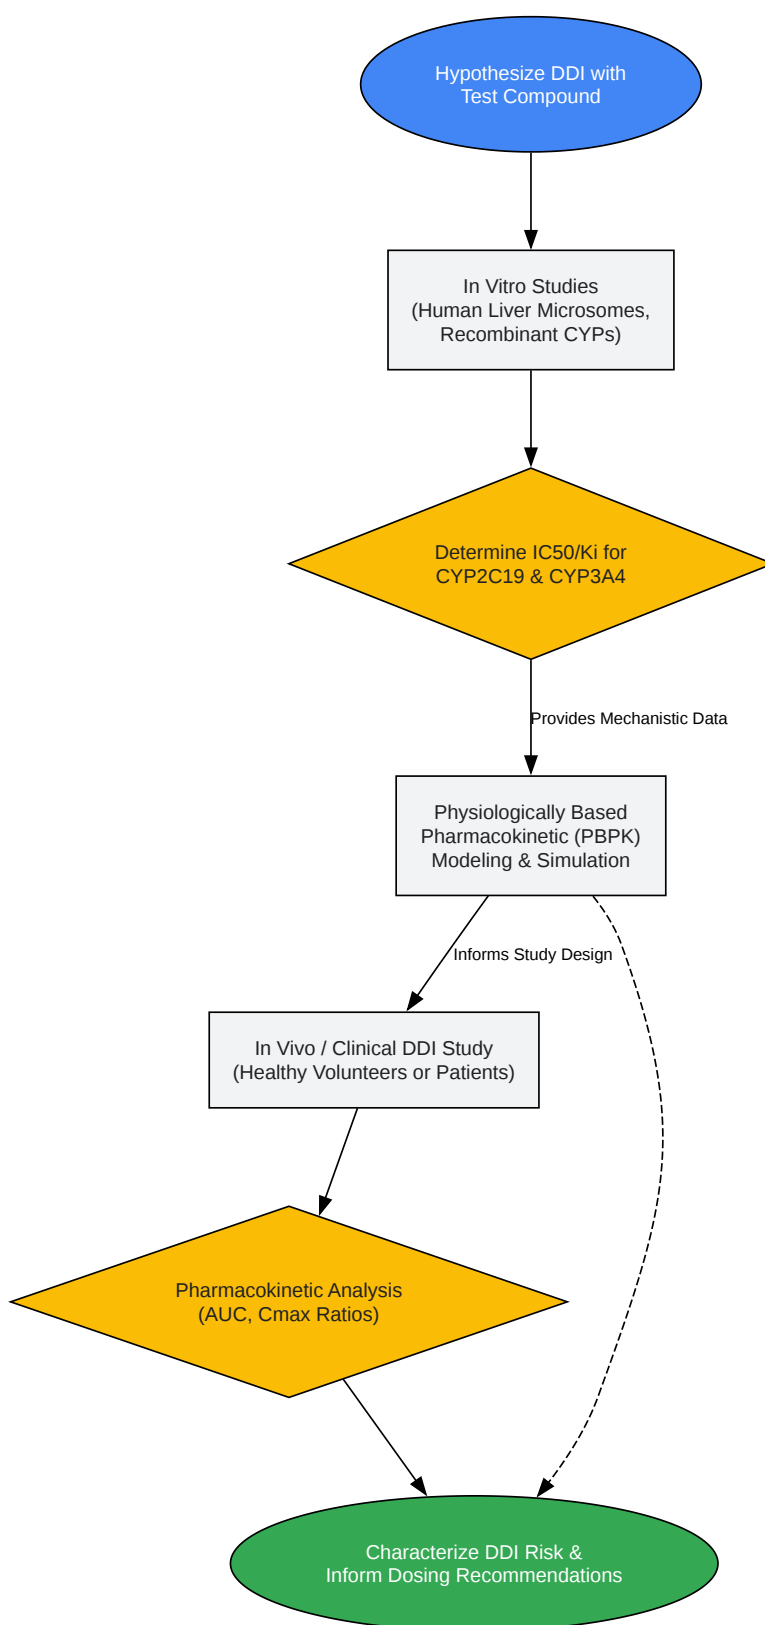 Hypothesize DDI with
Test Compound
In Vitro Studies
(Human Liver Microsomes,
Recombinant CYPs)
Determine IC50/Ki for
CYP2C19 & CYP3A4
Provides Mechanistic Data
Physiologically Based
Pharmacokinetic (PBPK)
Modeling & Simulation
Informs Study Design
In Vivo / Clinical DDI Study
(Healthy Volunteers or Patients)
Pharmacokinetic Analysis
(AUC, Cmax Ratios)
Characterize DDI Risk &
Inform Dosing Recommendations